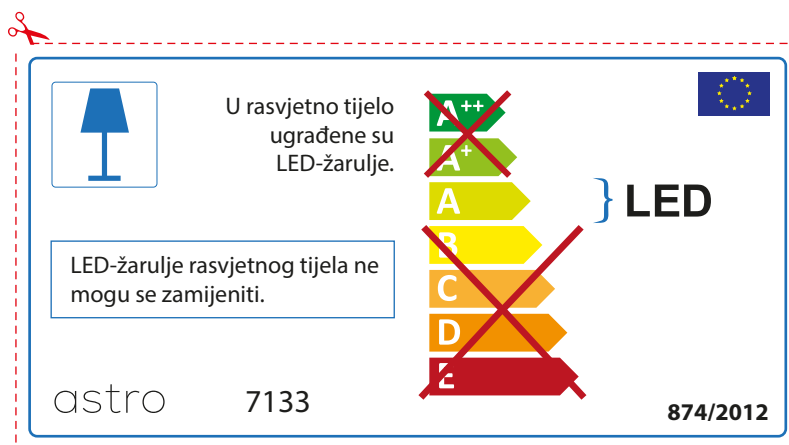 U rasvjetno tijelo
ugrađene su
LED-žarulje.
LED-žarulje rasvjetnog tijela ne
mogu se zamijeniti.
A++
A+
A
B
C
D
E
LED
astro
7133
874/2012